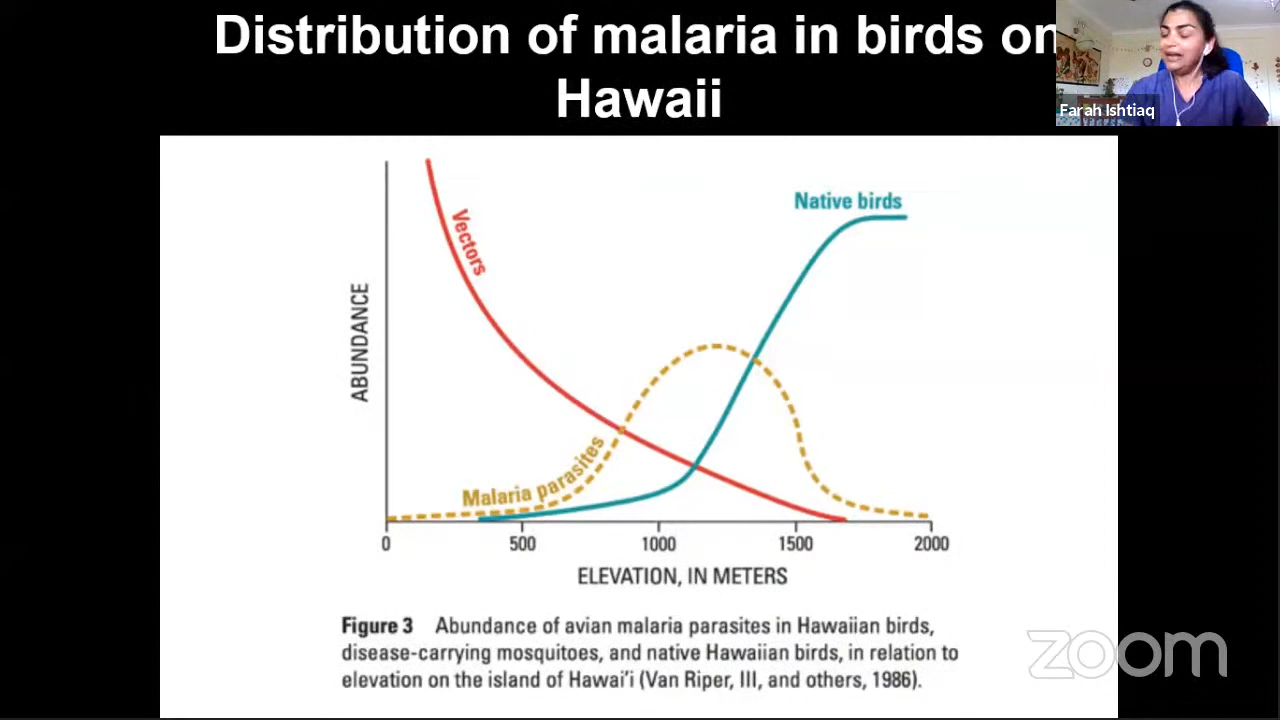 Distribution of malaria in birds on
Hawaii
Farah Ishtiaq
Native birds
Vectors
ABUNDANCE
Malaria parasites
0 500 1000 1500 2000
ELEVATION, IN METERS
Figure 3 Abundance of avian malaria parasites in Hawaiian birds,
disease-carrying mosquitoes, and native Hawaiian birds, in relation to
elevation on the island of Hawai'i (Van Riper, III, and others, 1986).
zoom